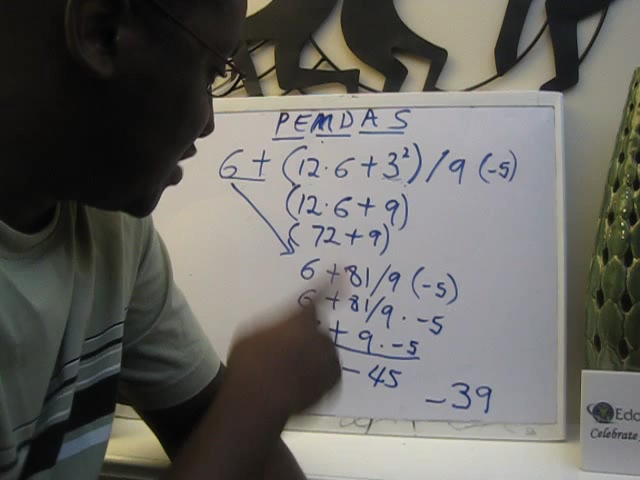 PEMDAS
6 + (12·6 + 3²) / 9 (-5)
(12·6 + 9)
(72 + 9)
6 + 81/9 (-5)
6 + 81/9 · -5
+ 9 · -5
- 45
-39
Celebrate